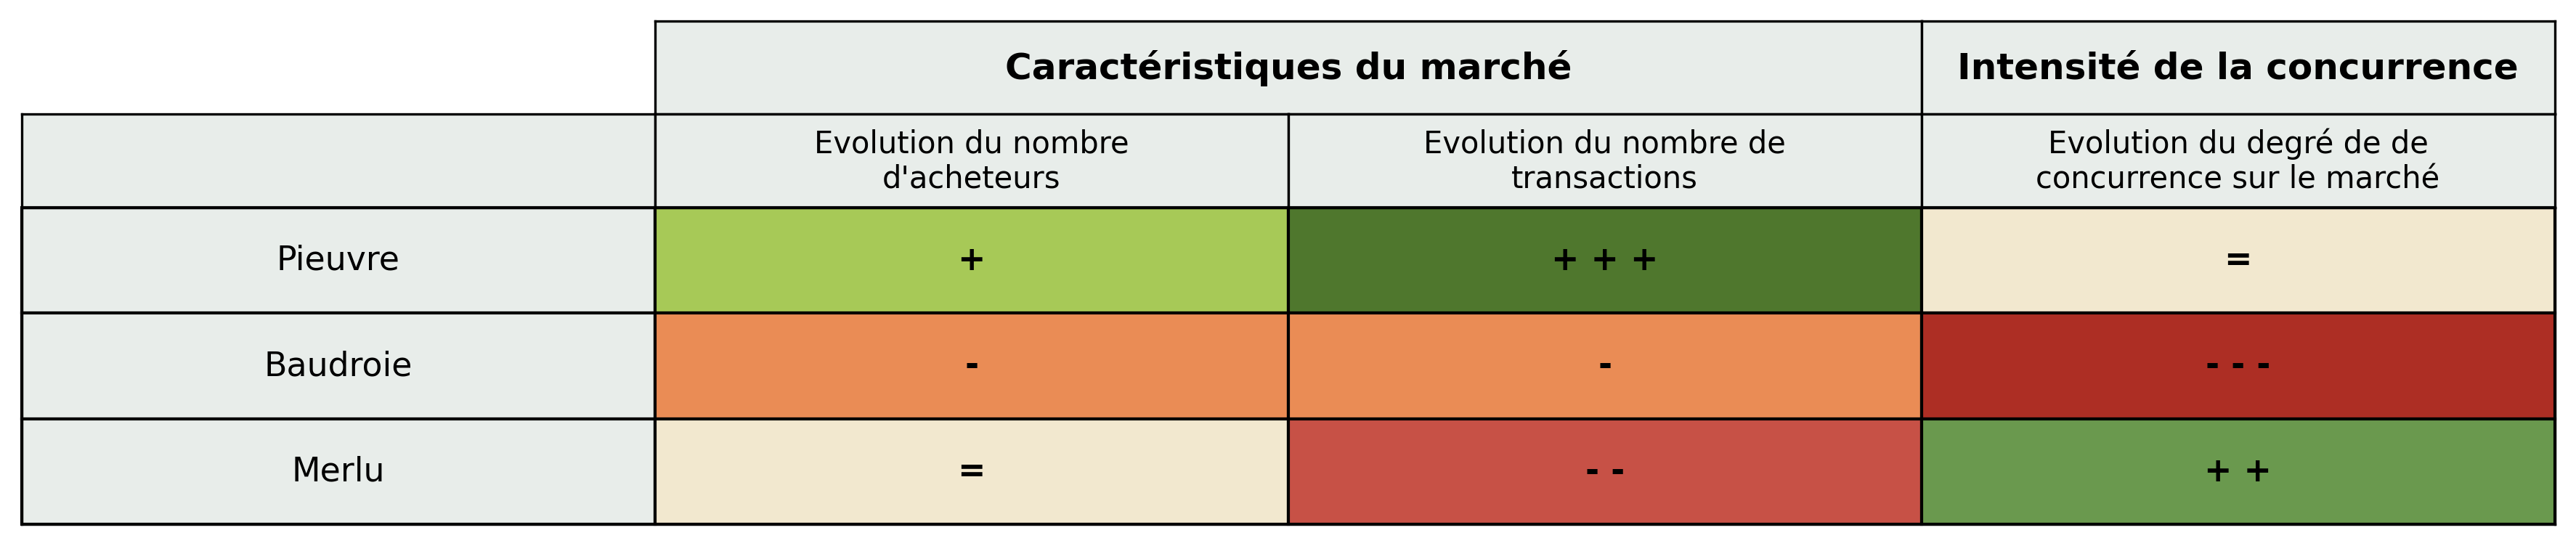 Caractéristiques du marché
Intensité de la concurrence
Evolution du nombre
d'acheteurs
Evolution du nombre de
transactions
Evolution du degré de de
concurrence sur le marché
Pieuvre
+
+ + +
=
Baudroie
-
-
- - -
Merlu
=
- -
+ +